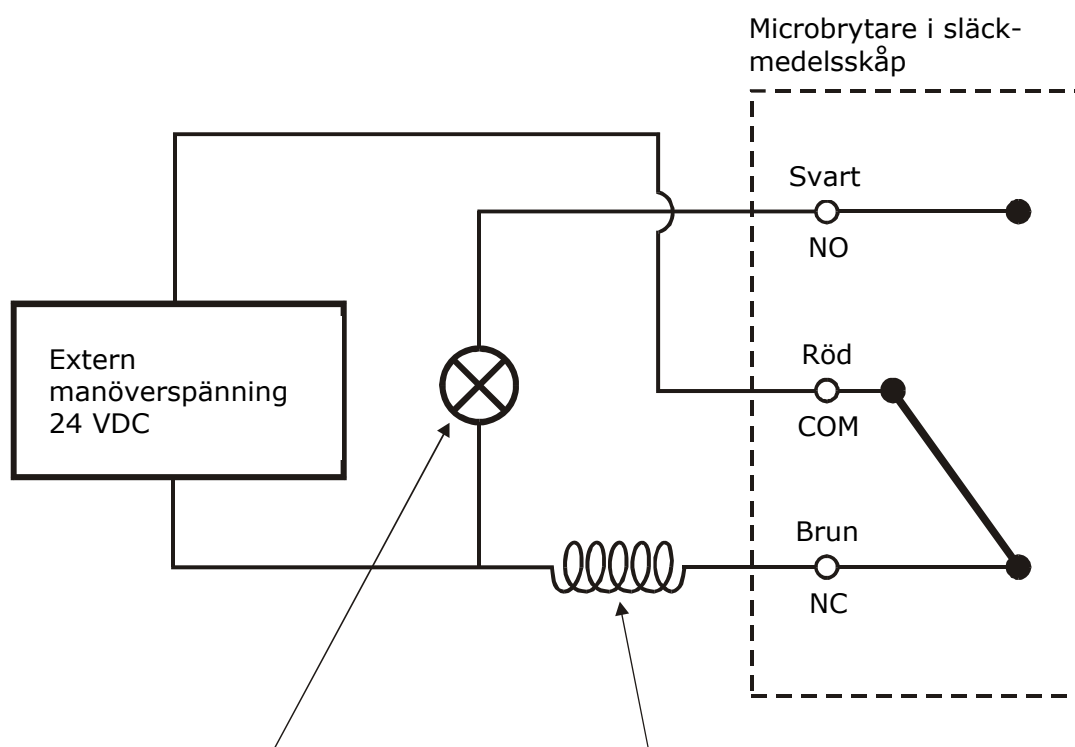 Microbrytare i släck-
medelsskåp
Svart
NO
Extern
manöverspänning
24 VDC
Röd
COM
Brun
NC